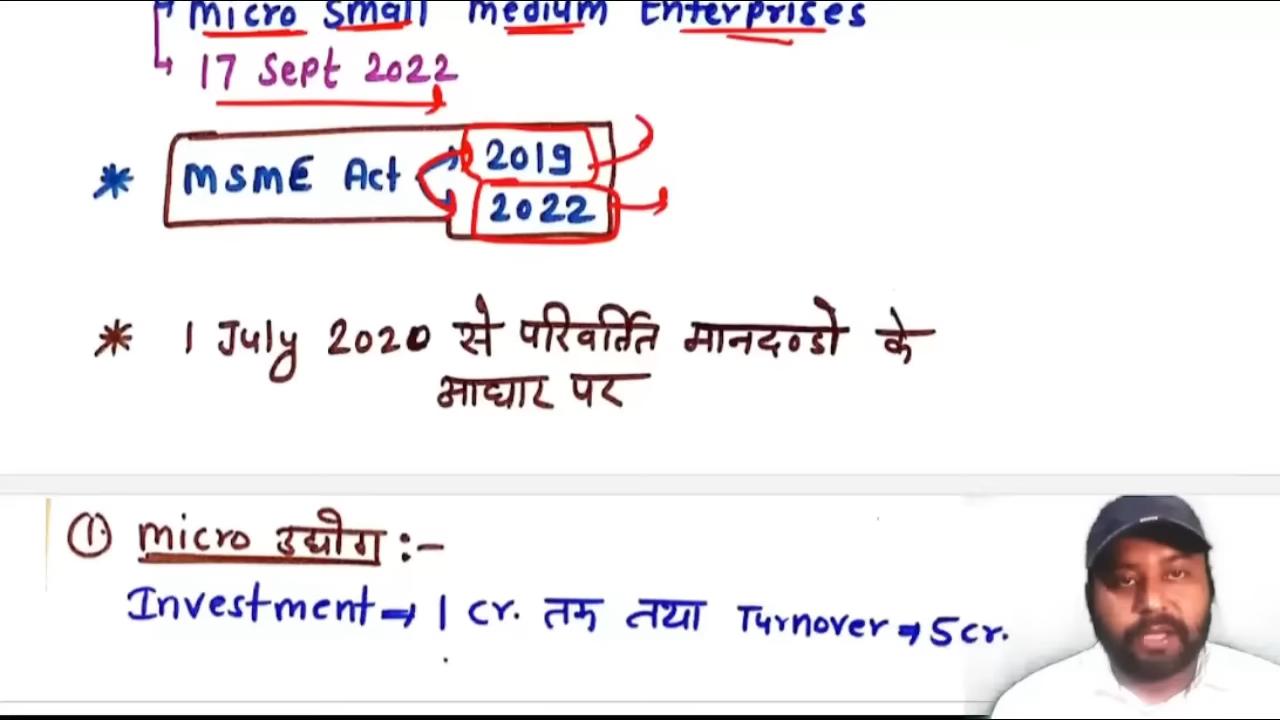 Micro Small Medium Enterprises
17 Sept 2022
* MSME Act 2019
2022
* 1 July 2020 से परिवर्तित मानदण्डो के
आधार पर
① micro उद्योग :-
Investment → 1 cr. तक तथा Turnover → 5cr.